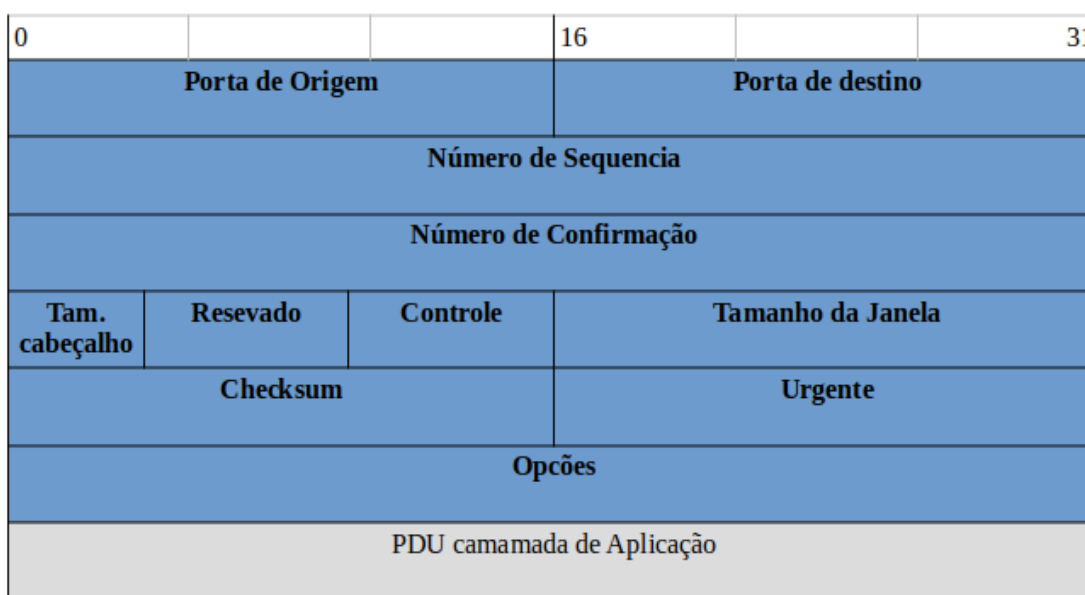 0 16 31
Porta de Origem Porta de destino
Número de Sequencia
Número de Confirmação
Tam. Resevado Controle Tamanho da Janela
cabeçalho
Checksum Urgente
Opcões
PDU camamada de Aplicação